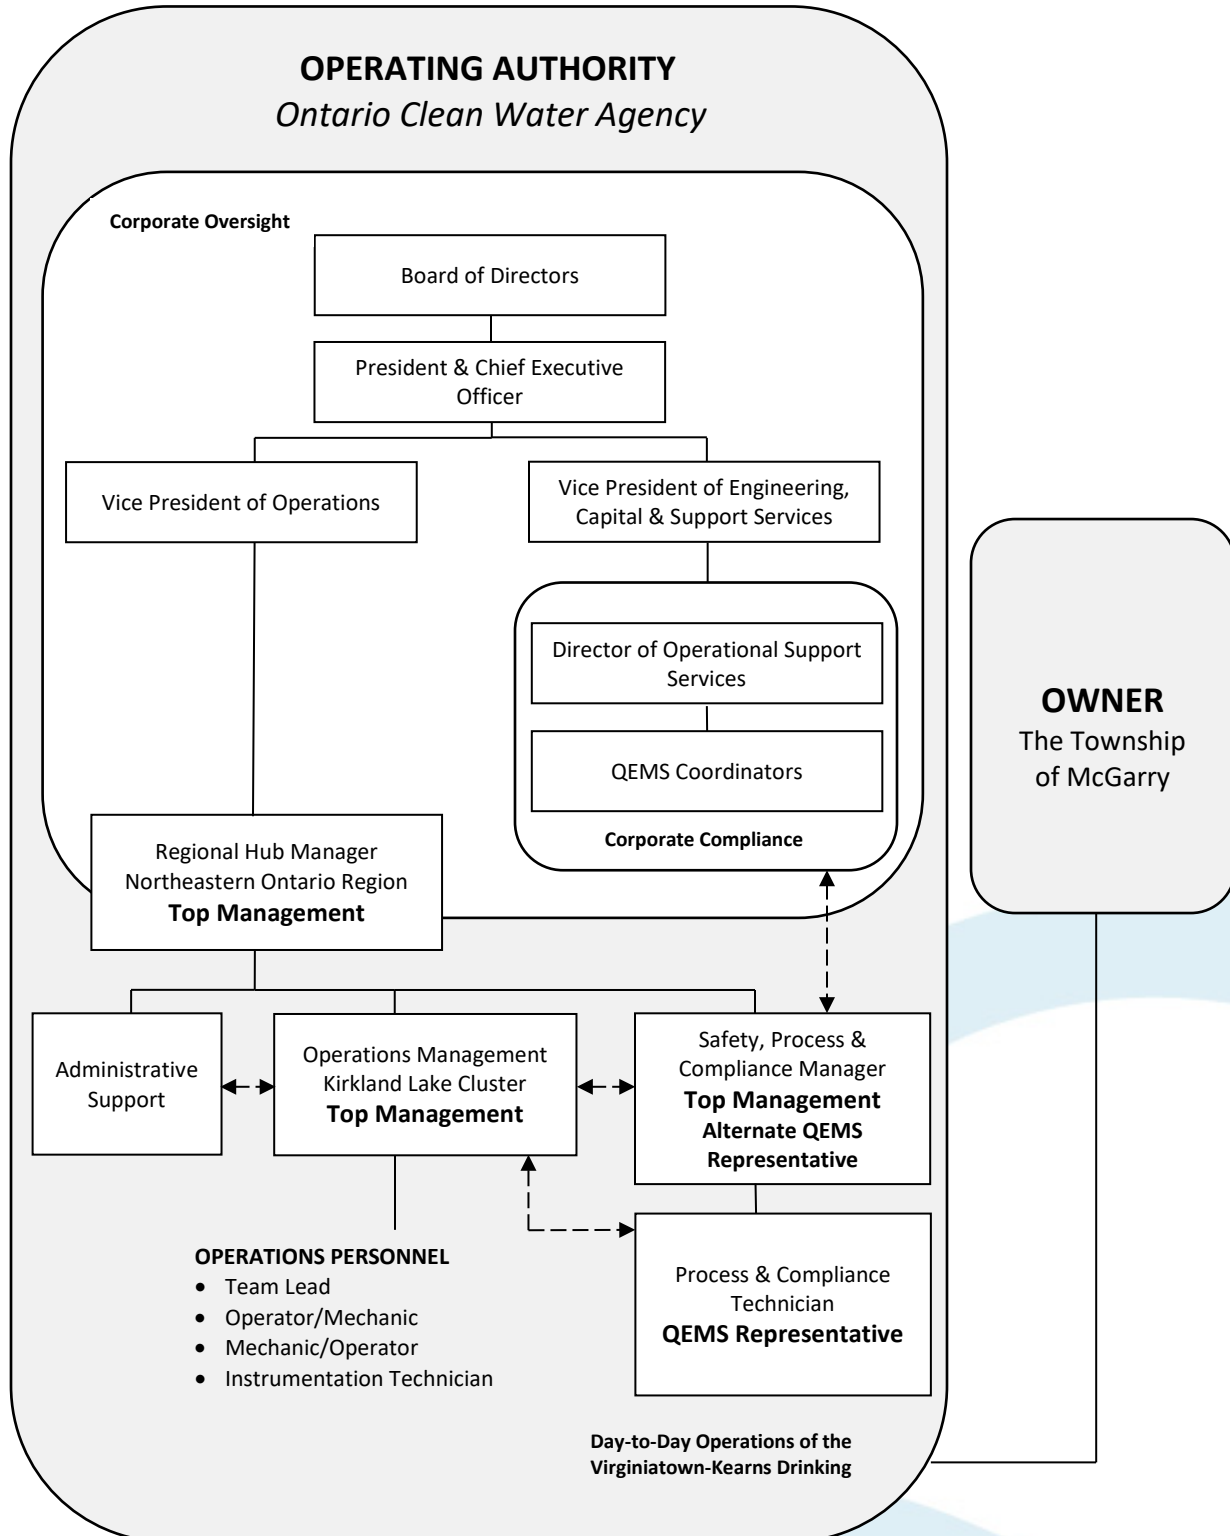 OPERATING AUTHORITY
Ontario Clean Water Agency
Corporate Oversight
Board of Directors
President & Chief Executive
Officer
Vice President of Operations
Vice President of Engineering,
Capital & Support Services
Director of Operational Support
Services
QEMS Coordinators
Corporate Compliance
OWNER
The Township
of McGarry
Regional Hub Manager
Northeastern Ontario Region
Top Management
Administrative
Support
Operations Management
Kirkland Lake Cluster
Top Management
Safety, Process &
Compliance Manager
Top Management
Alternate QEMS
Representative
OPERATIONS PERSONNEL
• Team Lead
• Operator/Mechanic
• Mechanic/Operator
• Instrumentation Technician
Process & Compliance
Technician
QEMS Representative
Day-to-Day Operations of the
Virginiatown-Kearns Drinking